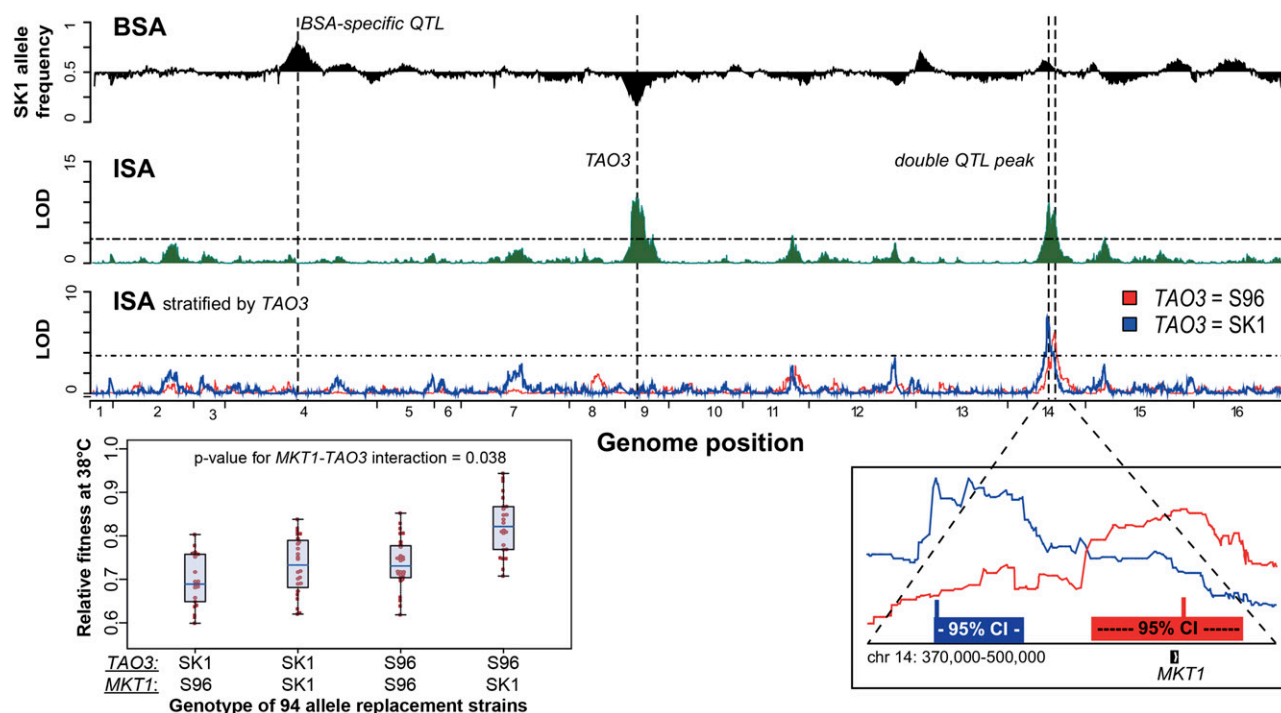 BSA
BSA-specific QTL
SK1 allele
frequency
1
0.5
0
ISA
TAO3
double QTL peak
LOD
15
0
ISA stratified by TAO3
TAO3 = S96
TAO3 = SK1
LOD
10
0
1 2 3 4 5 6 7 8 9 10 11 12 13 14 15 16
Genome position
p-value for MKT1-TAO3 interaction = 0.038
Relative fitness at 38°C
1.0
0.9
0.8
0.7
0.6
TAO3: SK1 SK1 S96 S96
MKT1: S96 SK1 S96 SK1
Genotype of 94 allele replacement strains
- 95% CI -
------ 95% CI ------
chr 14: 370,000-500,000
MKT1